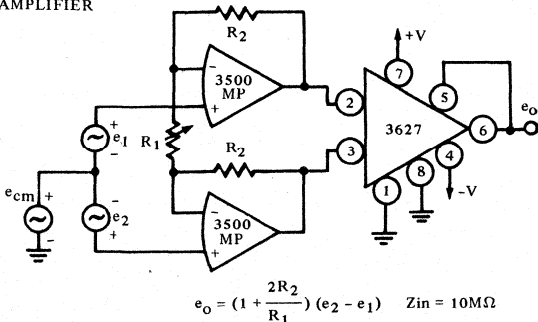 AMPLIFIER
R2
+V
−
3500
MP
+
7
5
2
eo
+
e1
−
R1
3627
6
R2
3
4
ecm
+
−
−
e2
+
1
8
−V
−
3500
MP
+
eo = (1 + 2R2/R1) (e2 − e1) Zin = 10MΩ